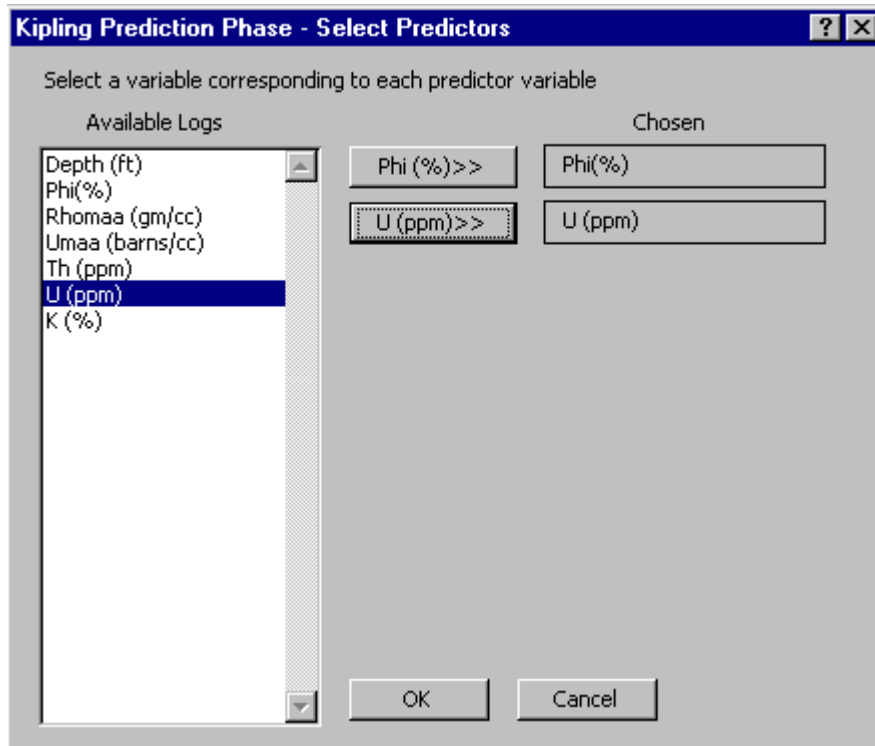 Kipling Prediction Phase - Select Predictors
Select a variable corresponding to each predictor variable
Available Logs
Chosen
Depth (ft)
Phi(%)
Rhomaa (gm/cc)
Umaa (barns/cc)
Th (ppm)
U (ppm)
K (%)
Phi (%)>>
Phi(%)
U (ppm)>>
U (ppm)
OK
Cancel